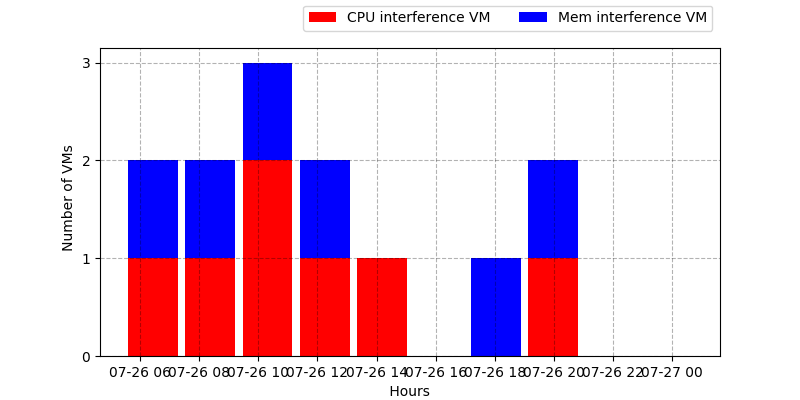 CPU interference VM Mem interference VM
3
2
1
0
Number of VMs
07-26 06 07-26 08 07-26 10 07-26 12 07-26 14 07-26 16 07-26 18 07-26 20 07-26 22 07-27 00
Hours